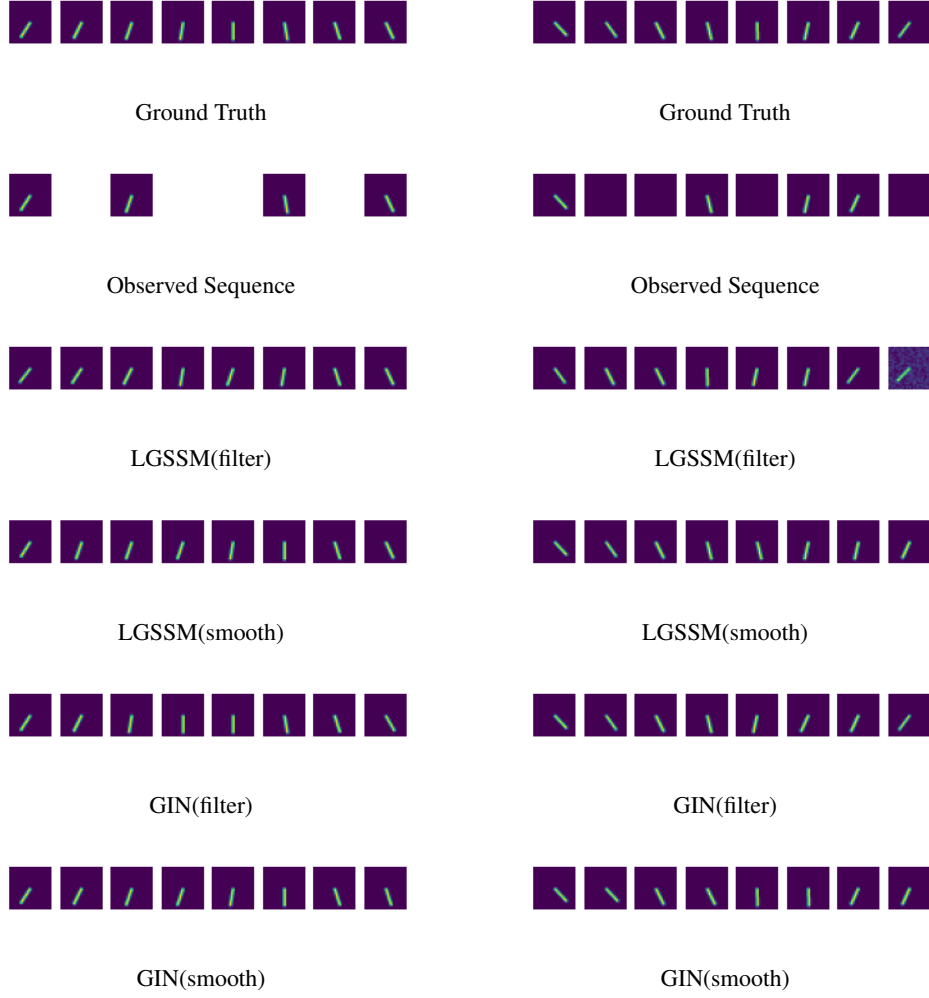 Ground Truth
Ground Truth
Observed Sequence
Observed Sequence
LGSSM(filter)
LGSSM(filter)
LGSSM(smooth)
LGSSM(smooth)
GIN(filter)
GIN(filter)
GIN(smooth)
GIN(smooth)